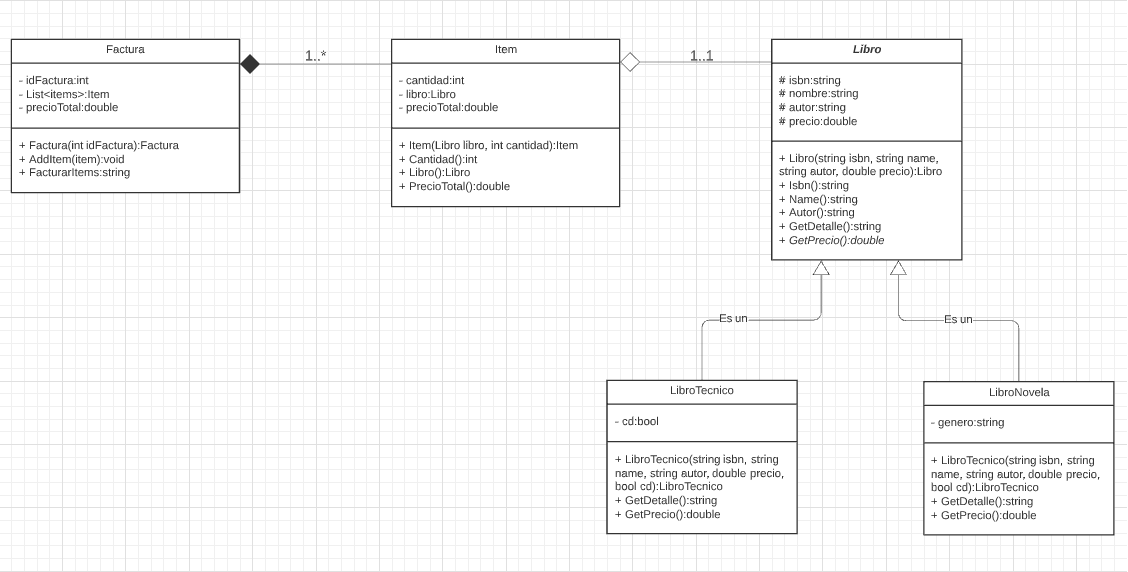 Factura
- idFactura:int
- List<items>:Item
- precioTotal:double
+ Factura(int idFactura):Factura
+ AddItem(item):void
+ FacturarItems:string
1..*
Item
- cantidad:int
- libro:Libro
- precioTotal:double
+ Item(Libro libro, int cantidad):Item
+ Cantidad():int
+ Libro():Libro
+ PrecioTotal():double
1..1
Libro
# isbn:string
# nombre:string
# autor:string
# precio:double
+ Libro(string isbn, string name,
string autor, double precio):Libro
+ Isbn():string
+ Name():string
+ Autor():string
+ GetDetalle():string
+ GetPrecio():double
Es un
Es un
LibroTecnico
- cd:bool
+ LibroTecnico(string isbn, string
name, string autor, double precio,
bool cd):LibroTecnico
+ GetDetalle():string
+ GetPrecio():double
LibroNovela
- genero:string
+ LibroTecnico(string isbn, string
name, string autor, double precio,
bool cd):LibroTecnico
+ GetDetalle():string
+ GetPrecio():double